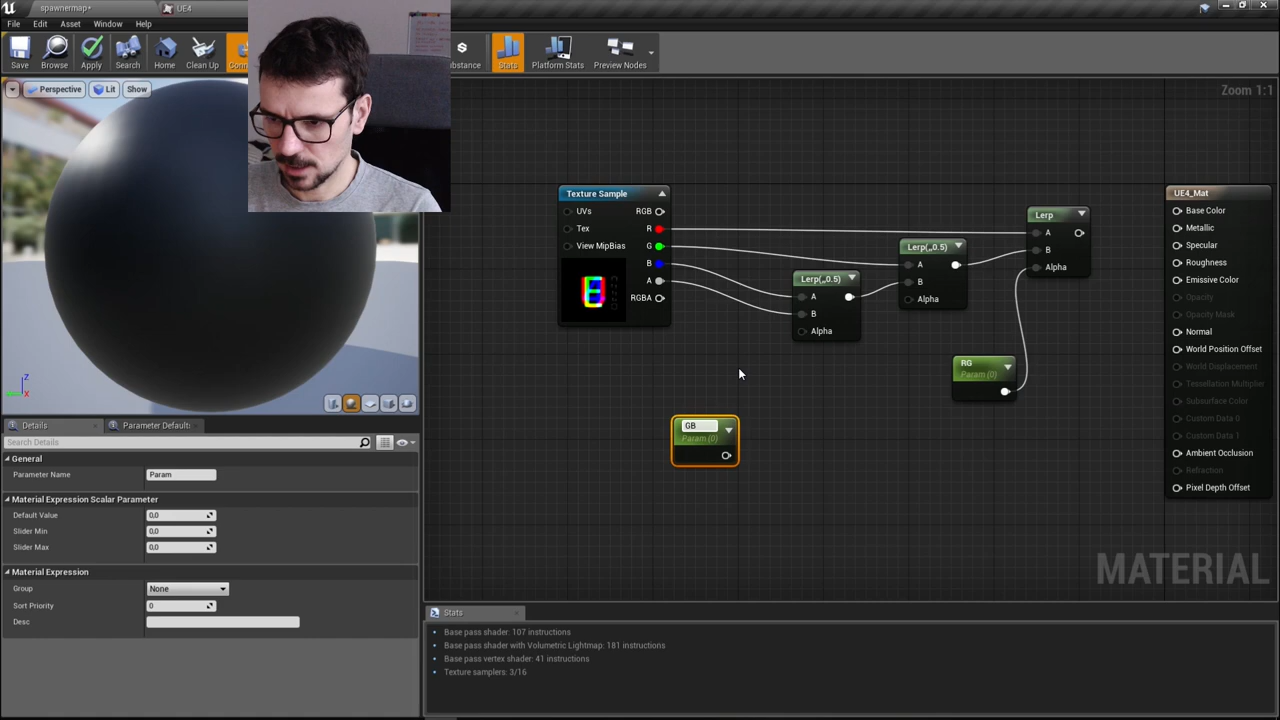 spawnermap*
UE4
File Edit Asset Window Help
Save Browse Apply Search Home Clean Up
Stats Platform Stats Preview Nodes
Perspective Lit Show
Zoom 1:1
Texture Sample
UVs RGB
Tex R
View MipBias G
B
A
RGBA
Lerp(,,0.5)
A
B
Alpha
Lerp(,,0.5)
A
B
Alpha
Lerp
A
B
Alpha
RG
Param (0)
GB
Param (0)
UE4_Mat
Base Color
Metallic
Specular
Roughness
Emissive Color
Opacity
Opacity Mask
Normal
World Position Offset
World Displacement
Tessellation Multiplier
Subsurface Color
Custom Data 0
Custom Data 1
Ambient Occlusion
Refraction
Pixel Depth Offset
MATERIAL
Details
Search Details
General
Parameter Name Param
Material Expression Scalar Parameter
Default Value 0,0
Slider Min 0,0
Slider Max 0,0
Material Expression
Group None
Sort Priority 0
Desc
Stats
Base pass shader: 107 instructions
Base pass shader with Volumetric Lightmap: 181 instructions
Base pass vertex shader: 41 instructions
Texture samplers: 3/16